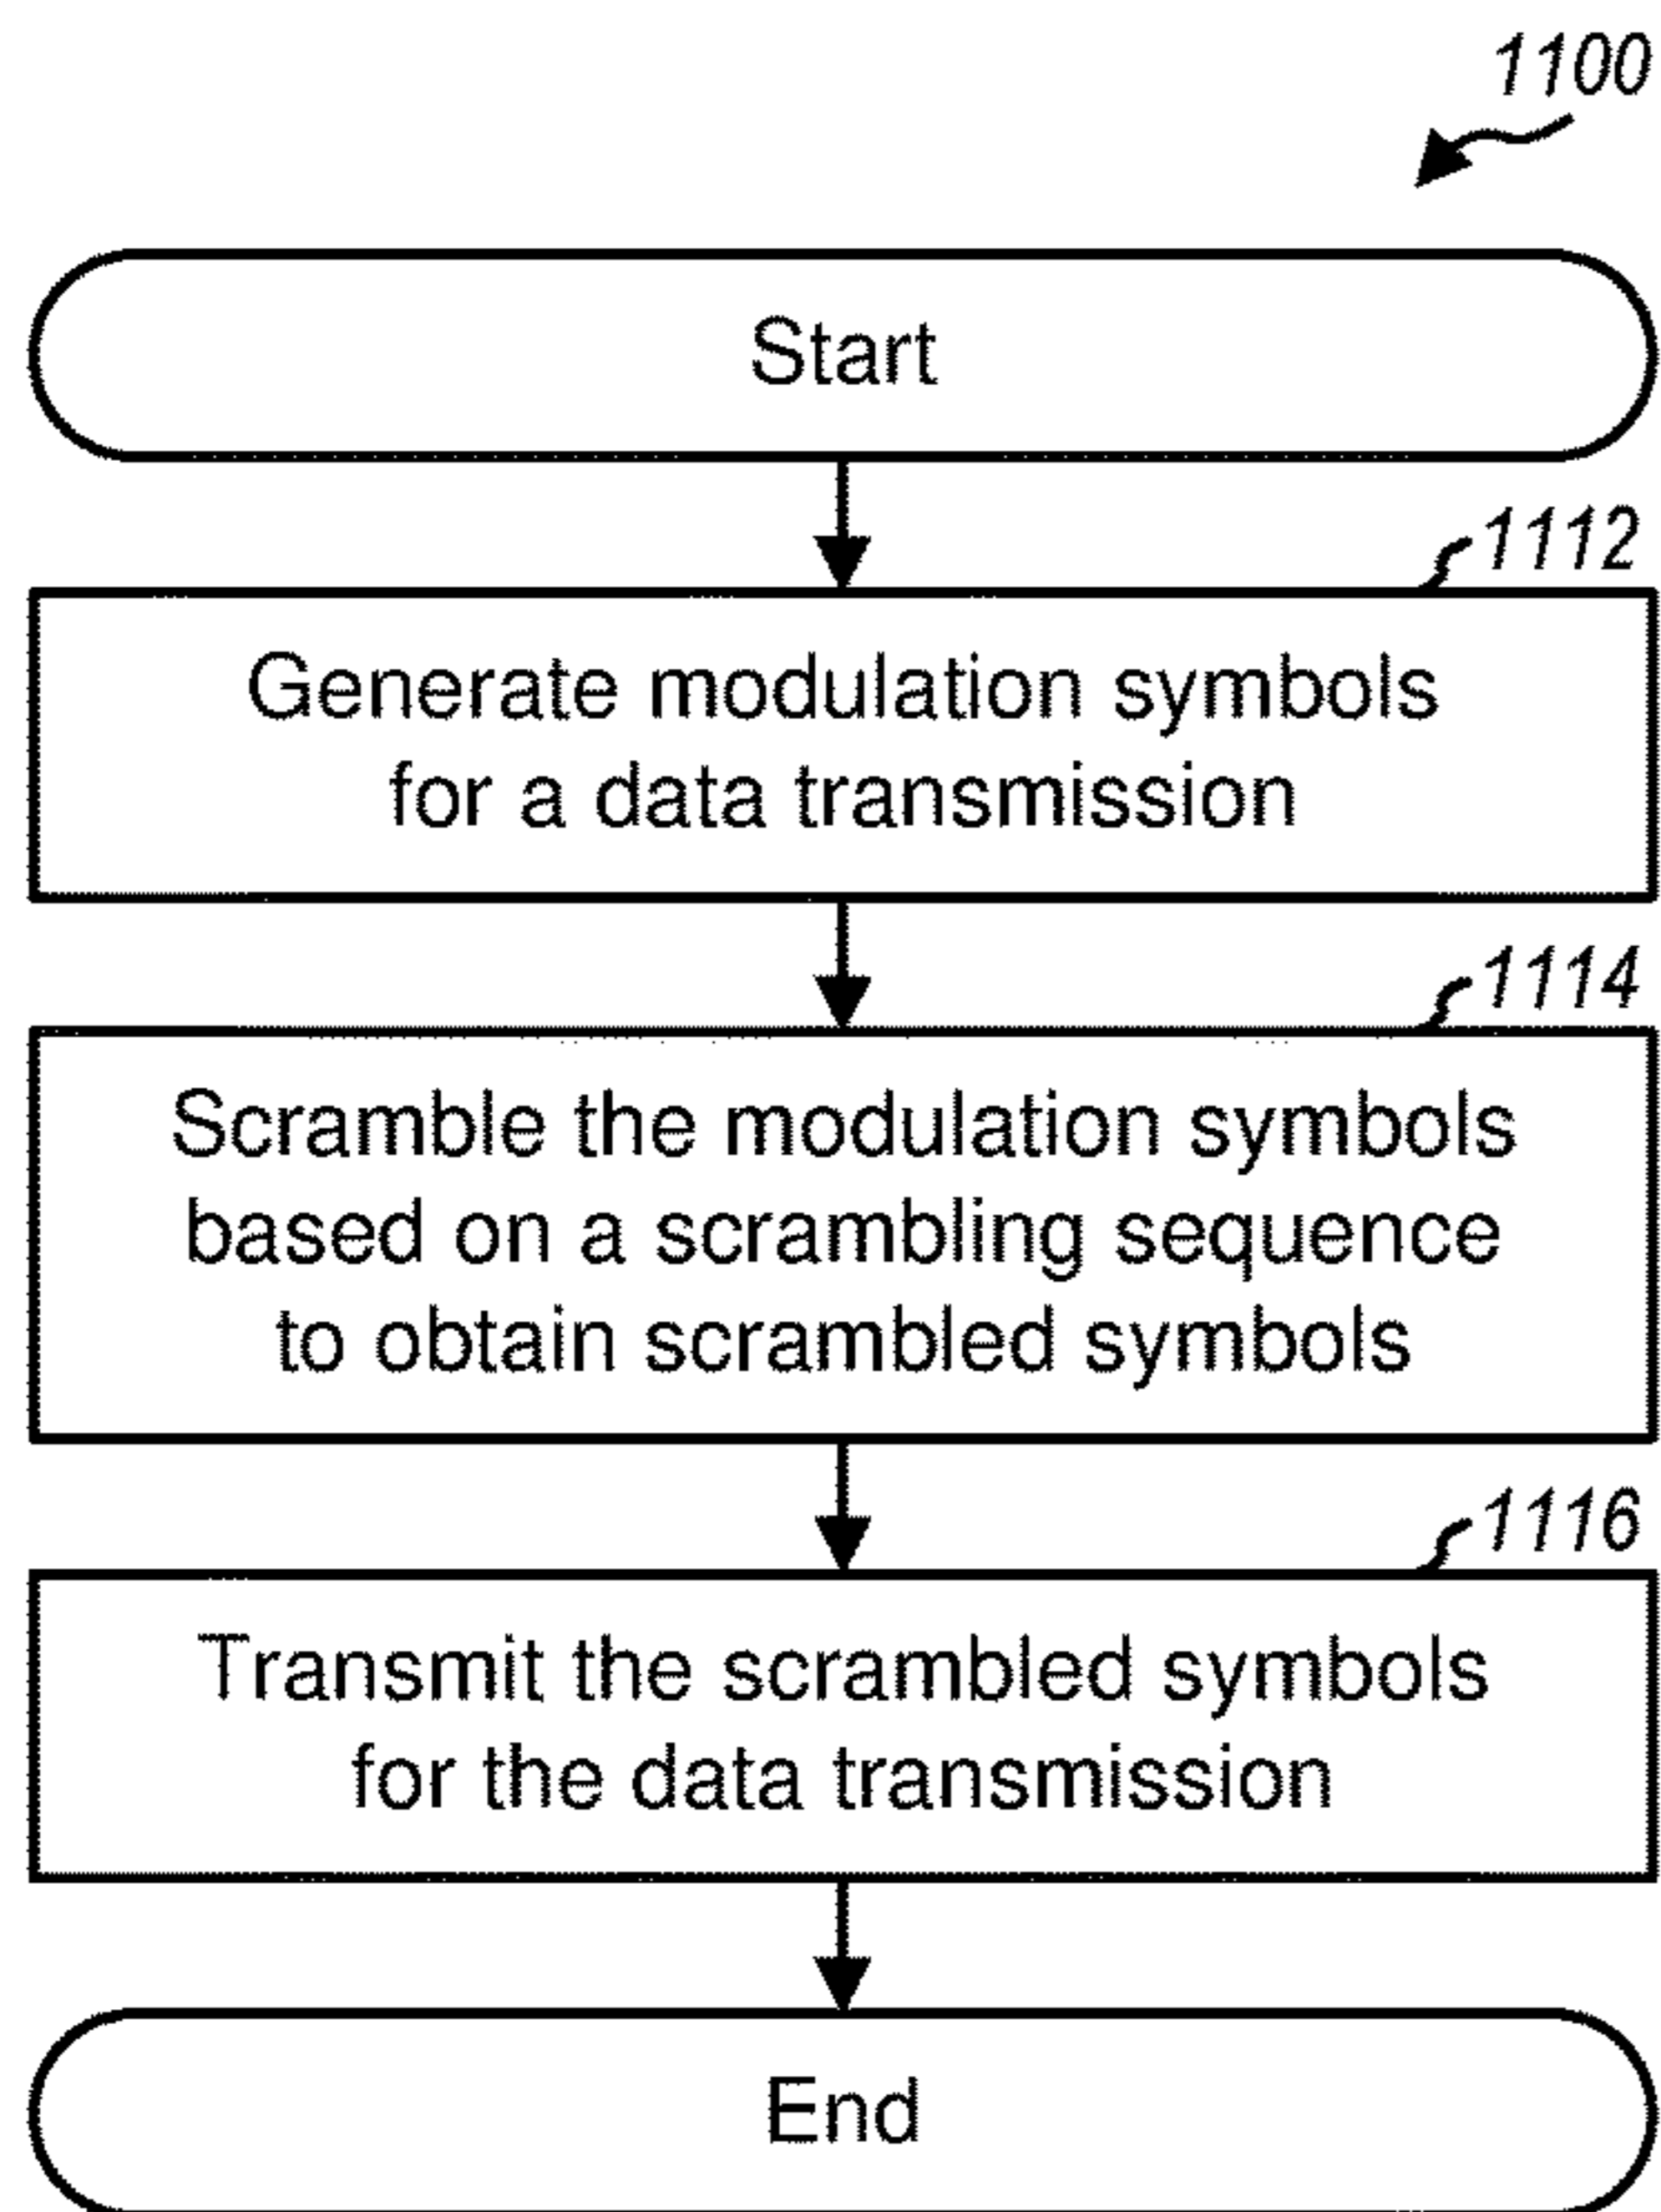 1100
Start
1112
Generate modulation symbols
for a data transmission
1114
Scramble the modulation symbols
based on a scrambling sequence
to obtain scrambled symbols
1116
Transmit the scrambled symbols
for the data transmission
End